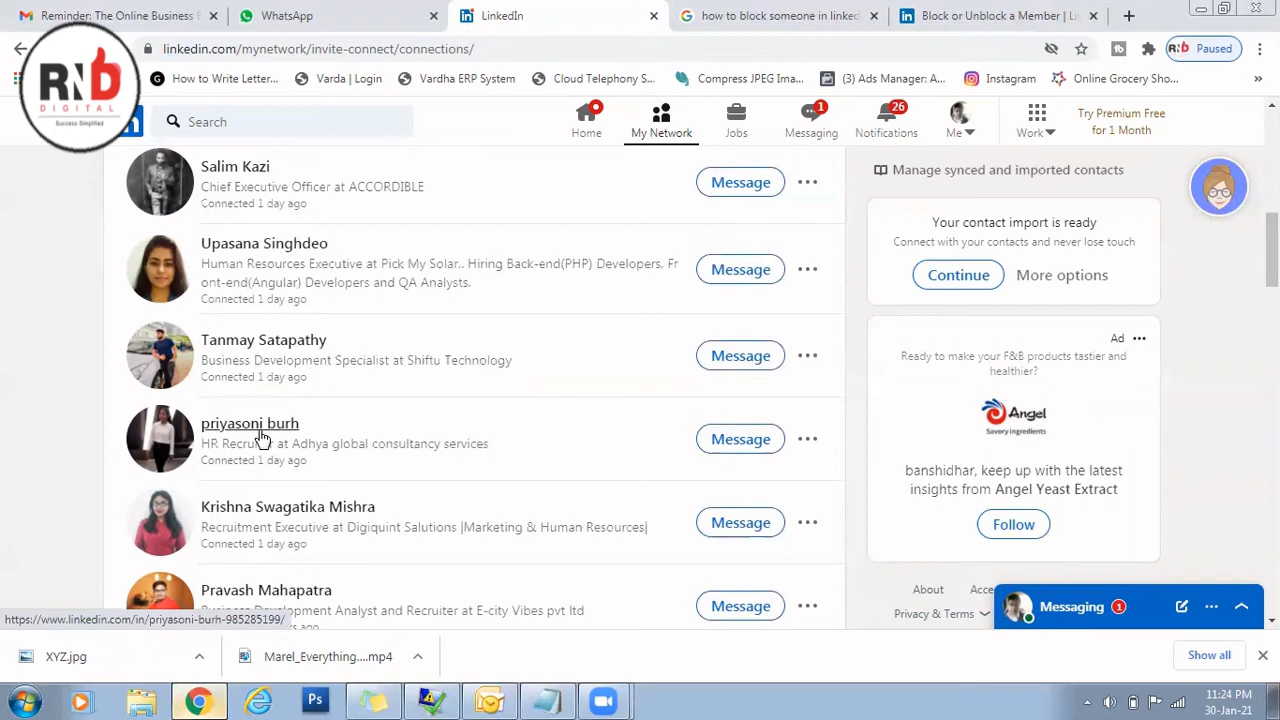 Reminder: The Online Business E
WhatsApp
LinkedIn
how to block someone in linked
Block or Unblock a Member | Lin
linkedin.com/mynetwork/invite-connect/connections/
Paused
How to Write Letter...
Varda | Login
Vardha ERP System
Cloud Telephony S...
Compress JPEG Ima...
(3) Ads Manager: A...
Instagram
Online Grocery Sho...
RND
DIGITAL
Success Simplified
Search
Home
My Network
Jobs
1
Messaging
26
Notifications
Me
Work
Try Premium Free
for 1 Month
Salim Kazi
Chief Executive Officer at ACCORDIBLE
Connected 1 day ago
Message
Upasana Singhdeo
Human Resources Executive at Pick My Solar.. Hiring Back-end(PHP) Developers, Fr
ont-end(Angular) Developers and QA Analysts.
Connected 1 day ago
Message
Tanmay Satapathy
Business Development Specialist at Shiftu Technology
Connected 1 day ago
Message
priyasoni burh
HR Recru at Adhya global consultancy services
Connected 1 day ago
Message
Krishna Swagatika Mishra
Recruitment Executive at Digiquint Salutions |Marketing & Human Resources|
Connected 1 day ago
Message
Pravash Mahapatra
Development Analyst and Recruiter at E-city Vibes pvt ltd
Message
https://www.linkedin.com/in/priyasoni-burh-985285199/
Manage synced and imported contacts
Your contact import is ready
Connect with your contacts and never lose touch
Continue
More options
Ad
Ready to make your F&B products tastier and
healthier?
Angel
Savory ingredients
banshidhar, keep up with the latest
insights from Angel Yeast Extract
Follow
About
Acce
Privacy & Terms
Messaging
1
XYZ.jpg
Marel_Everything....mp4
Show all
Ps
11:24 PM
30-Jan-21